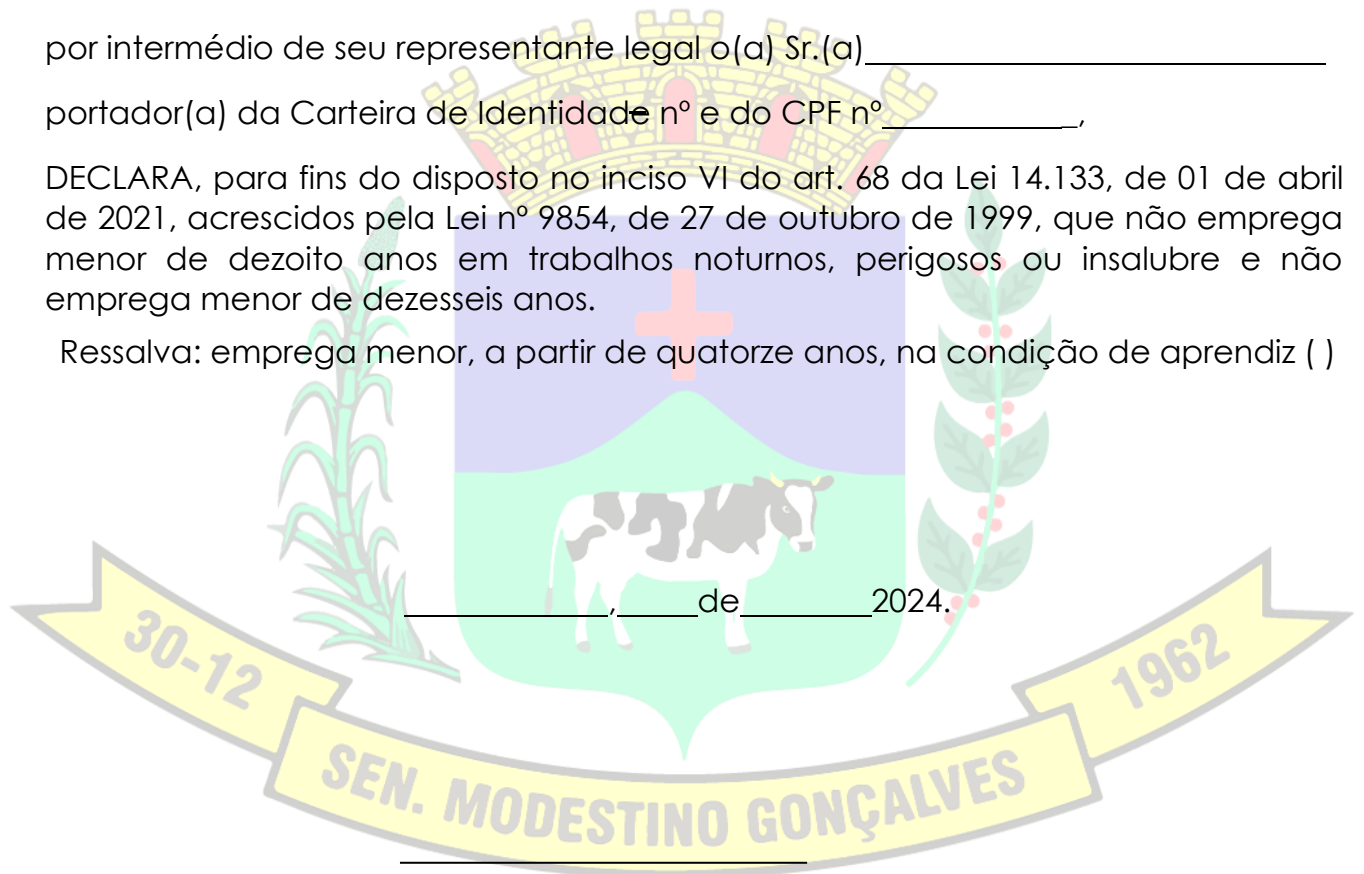 por intermédio de seu representante legal o(a) Sr.(a)__________________________
portador(a) da Carteira de Identidade nº e do CPF nº__________ _,
DECLARA, para fins do disposto no inciso VI do art. 68 da Lei 14.133, de 01 de abril
de 2021, acrescidos pela Lei nº 9854, de 27 de outubro de 1999, que não emprega
menor de dezoito anos em trabalhos noturnos, perigosos ou insalubre e não
emprega menor de dezesseis anos.
Ressalva: emprega menor, a partir de quatorze anos, na condição de aprendiz ( )
____________,_____de________2024.
30-12
1962
SEN. MODESTINO GONÇALVES